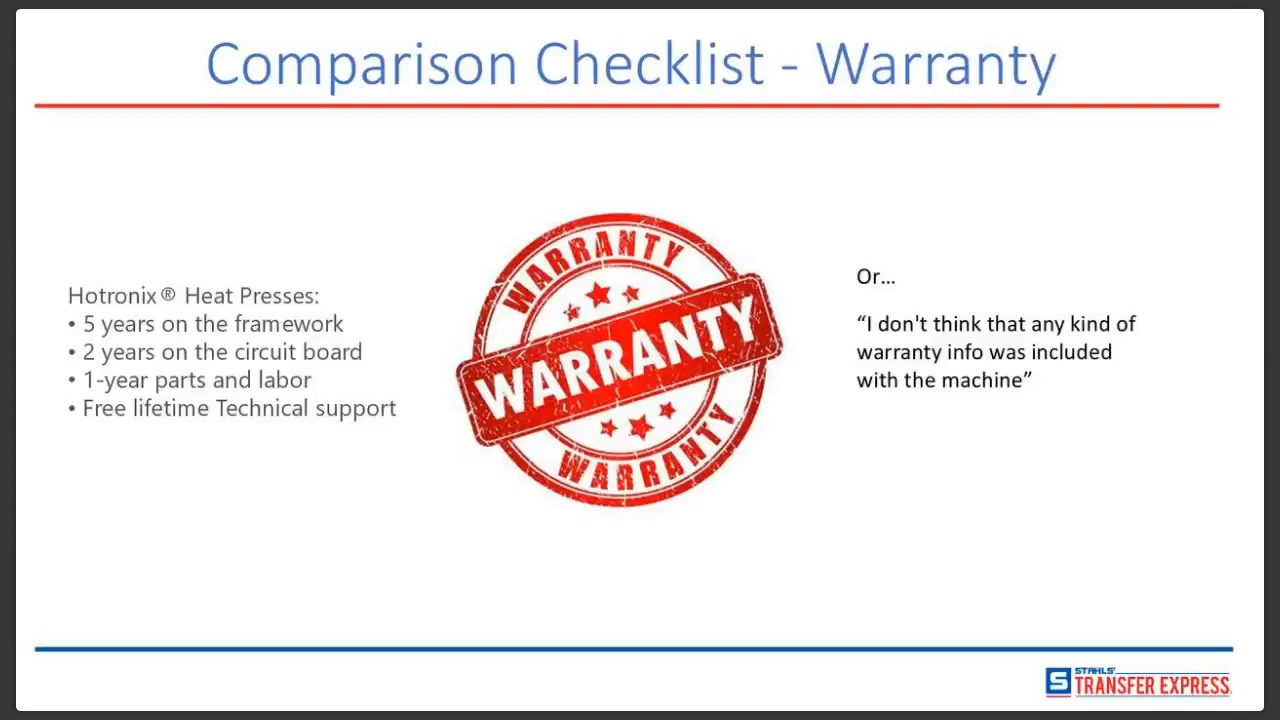 Comparison Checklist - Warranty
Hotronix® Heat Presses:
• 5 years on the framework
• 2 years on the circuit board
• 1-year parts and labor
• Free lifetime Technical support
WARRANTY
WARRANTY
WARRANTY
Or...
“I don't think that any kind of
warranty info was included
with the machine”
S STAHLS'
TRANSFER EXPRESS